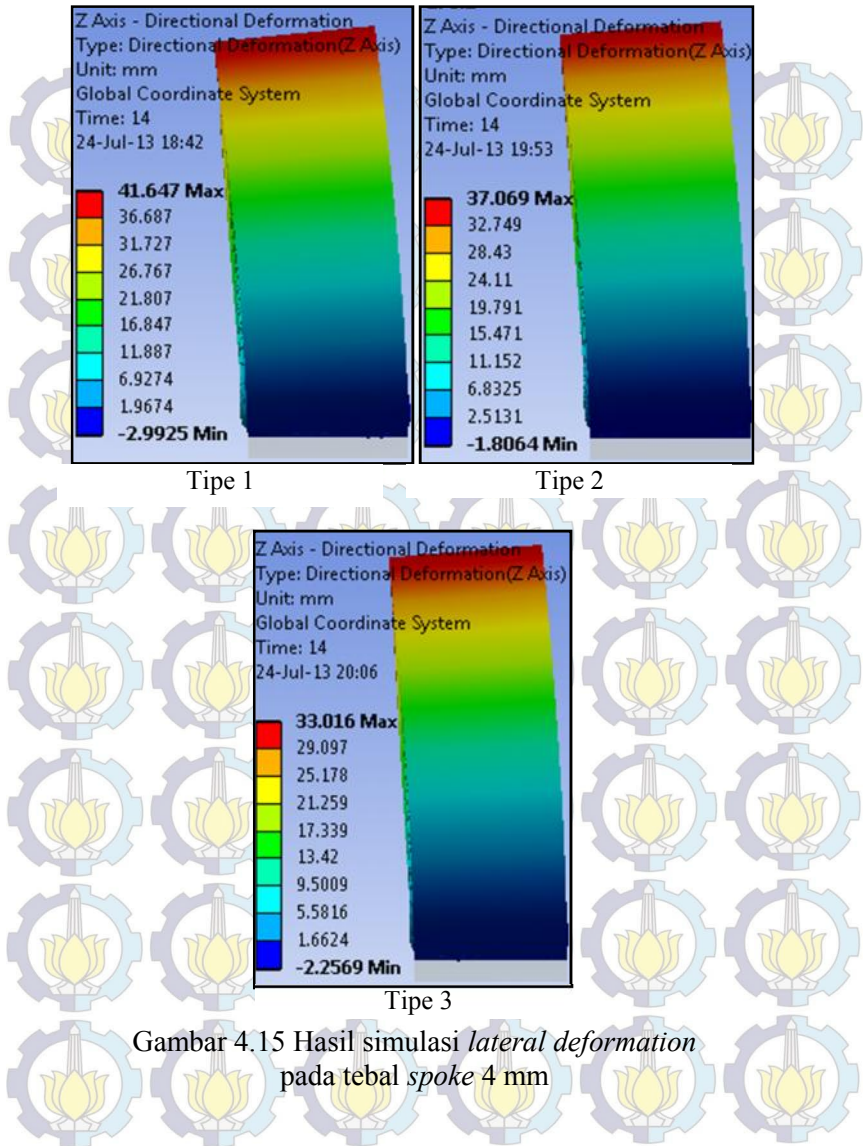 Z Axis - Directional Deformation
Type: Directional Deformation(Z Axis)
Unit: mm
Global Coordinate System
Time: 14
24-Jul-13 18:42
41.647 Max
36.687
31.727
26.767
21.807
16.847
11.887
6.9274
1.9674
-2.9925 Min
Tipe 1
Z Axis - Directional Deformation
Type: Directional Deformation(Z Axis)
Unit: mm
Global Coordinate System
Time: 14
24-Jul-13 19:53
37.069 Max
32.749
28.43
24.11
19.791
15.471
11.152
6.8325
2.5131
-1.8064 Min
Tipe 2
Z Axis - Directional Deformation
Type: Directional Deformation(Z Axis)
Unit: mm
Global Coordinate System
Time: 14
24-Jul-13 20:06
33.016 Max
29.097
25.178
21.259
17.339
13.42
9.5009
5.5816
1.6624
-2.2569 Min
Tipe 3
Gambar 4.15 Hasil simulasi lateral deformation
pada tebal spoke 4 mm